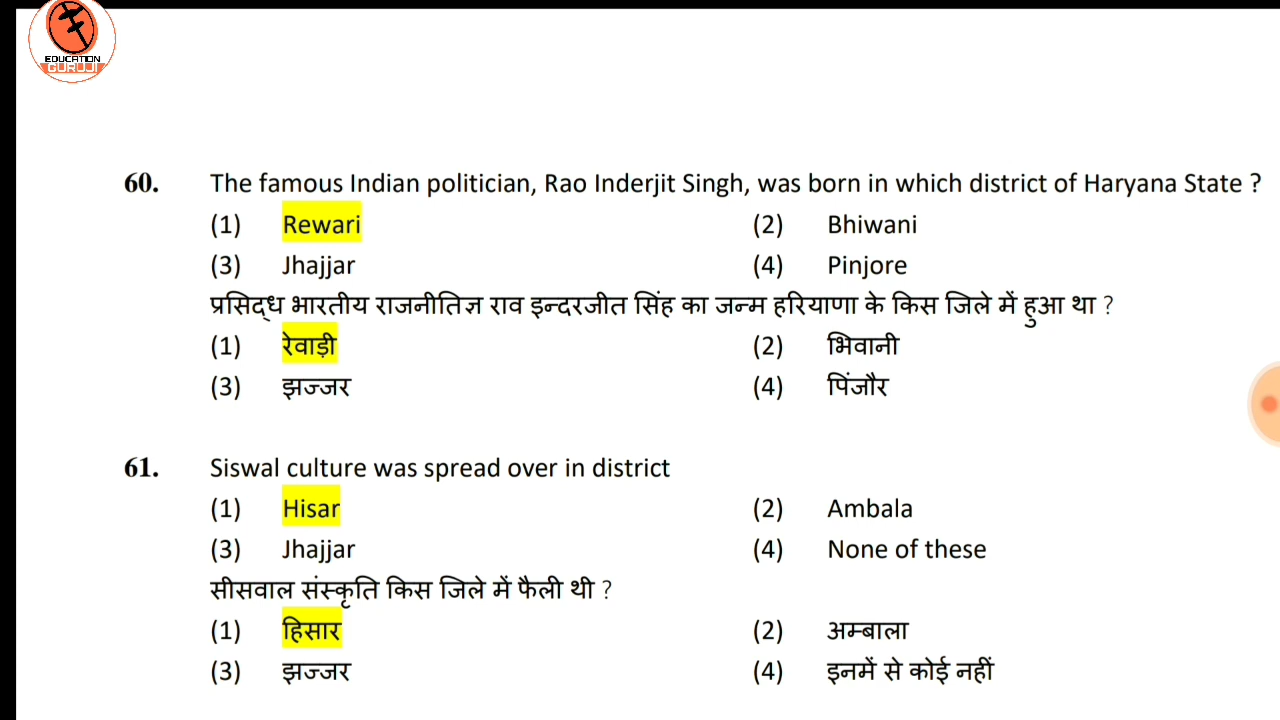 EDUCATION
GURUJI
60. The famous Indian politician, Rao Inderjit Singh, was born in which district of Haryana State ?
(1) Rewari (2) Bhiwani
(3) Jhajjar (4) Pinjore
प्रसिद्ध भारतीय राजनीतिज्ञ राव इन्दरजीत सिंह का जन्म हरियाणा के किस जिले में हुआ था ?
(1) रेवाड़ी (2) भिवानी
(3) झज्जर (4) पिंजौर
61. Siswal culture was spread over in district
(1) Hisar (2) Ambala
(3) Jhajjar (4) None of these
सीसवाल संस्कृति किस जिले में फैली थी ?
(1) हिसार (2) अम्बाला
(3) झज्जर (4) इनमें से कोई नहीं